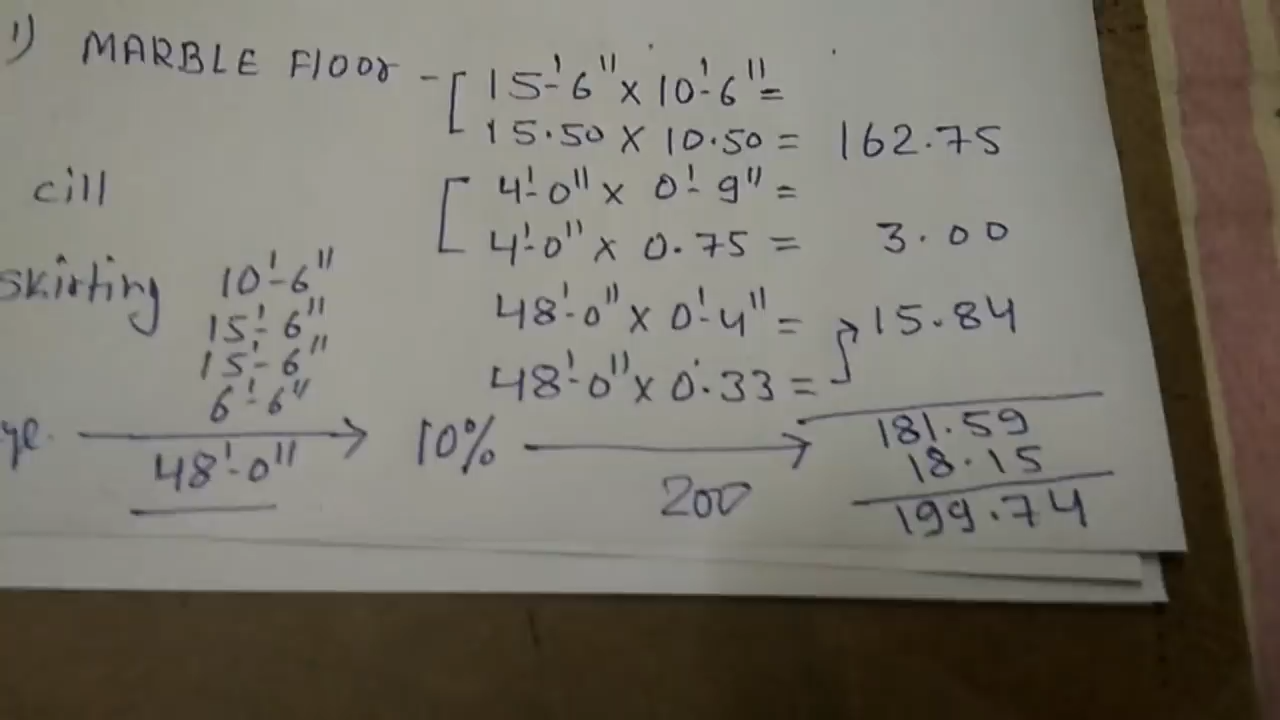 1) MARBLE Floor - [ 15'-6" x 10'-6" =
15.50 x 10.50 = 162.75
cill [ 4'-0" x 0'-9" =
4'-0" x 0.75 = 3.00
skirting 10'-6" 48'-0" x 0'-4" = 15.84
15'-6"
15'-6" 48'-0" x 0.33 =
6'-6"
48'-0" 10% 181.59
18.15
200 199.74